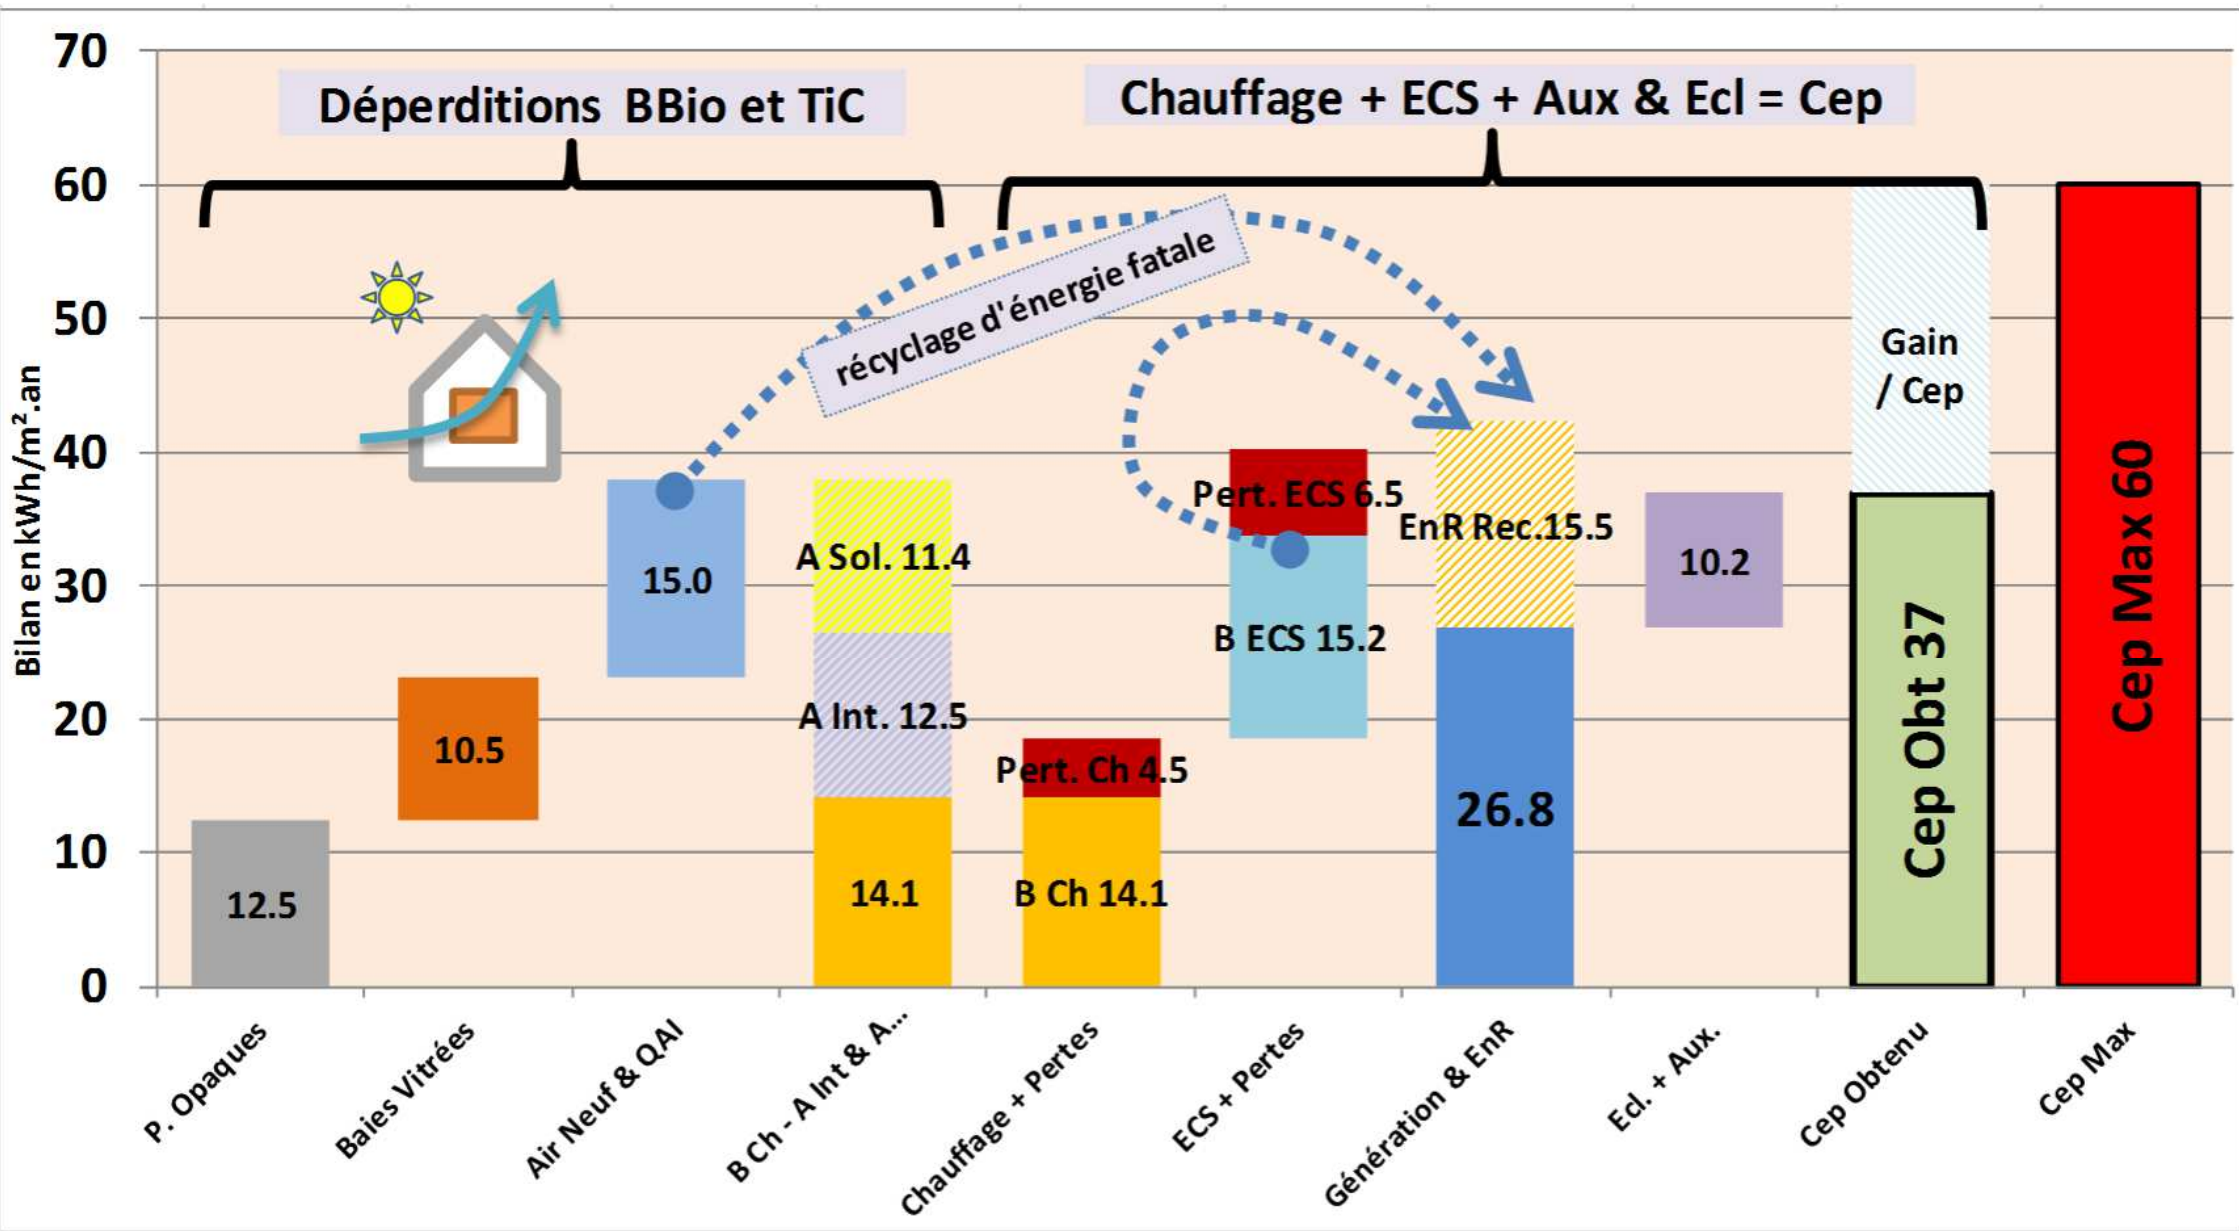 70
60
50
40
30
20
10
0
Bilan en kWh/m².an
Déperditions BBio et TiC
Chauffage + ECS + Aux & Ecl = Cep
récyclage d'énergie fatale
12.5
10.5
15.0
A Sol. 11.4
A Int. 12.5
14.1
Pert. Ch 4.5
B Ch 14.1
Pert. ECS 6.5
B ECS 15.2
EnR Rec.15.5
26.8
10.2
Gain
/ Cep
Cep Obt 37
Cep Max 60
P. Opaques
Baies Vitrées
Air Neuf & QAI
B Ch - A Int & A...
Chauffage + Pertes
ECS + Pertes
Génération & EnR
Ecl. + Aux.
Cep Obtenu
Cep Max